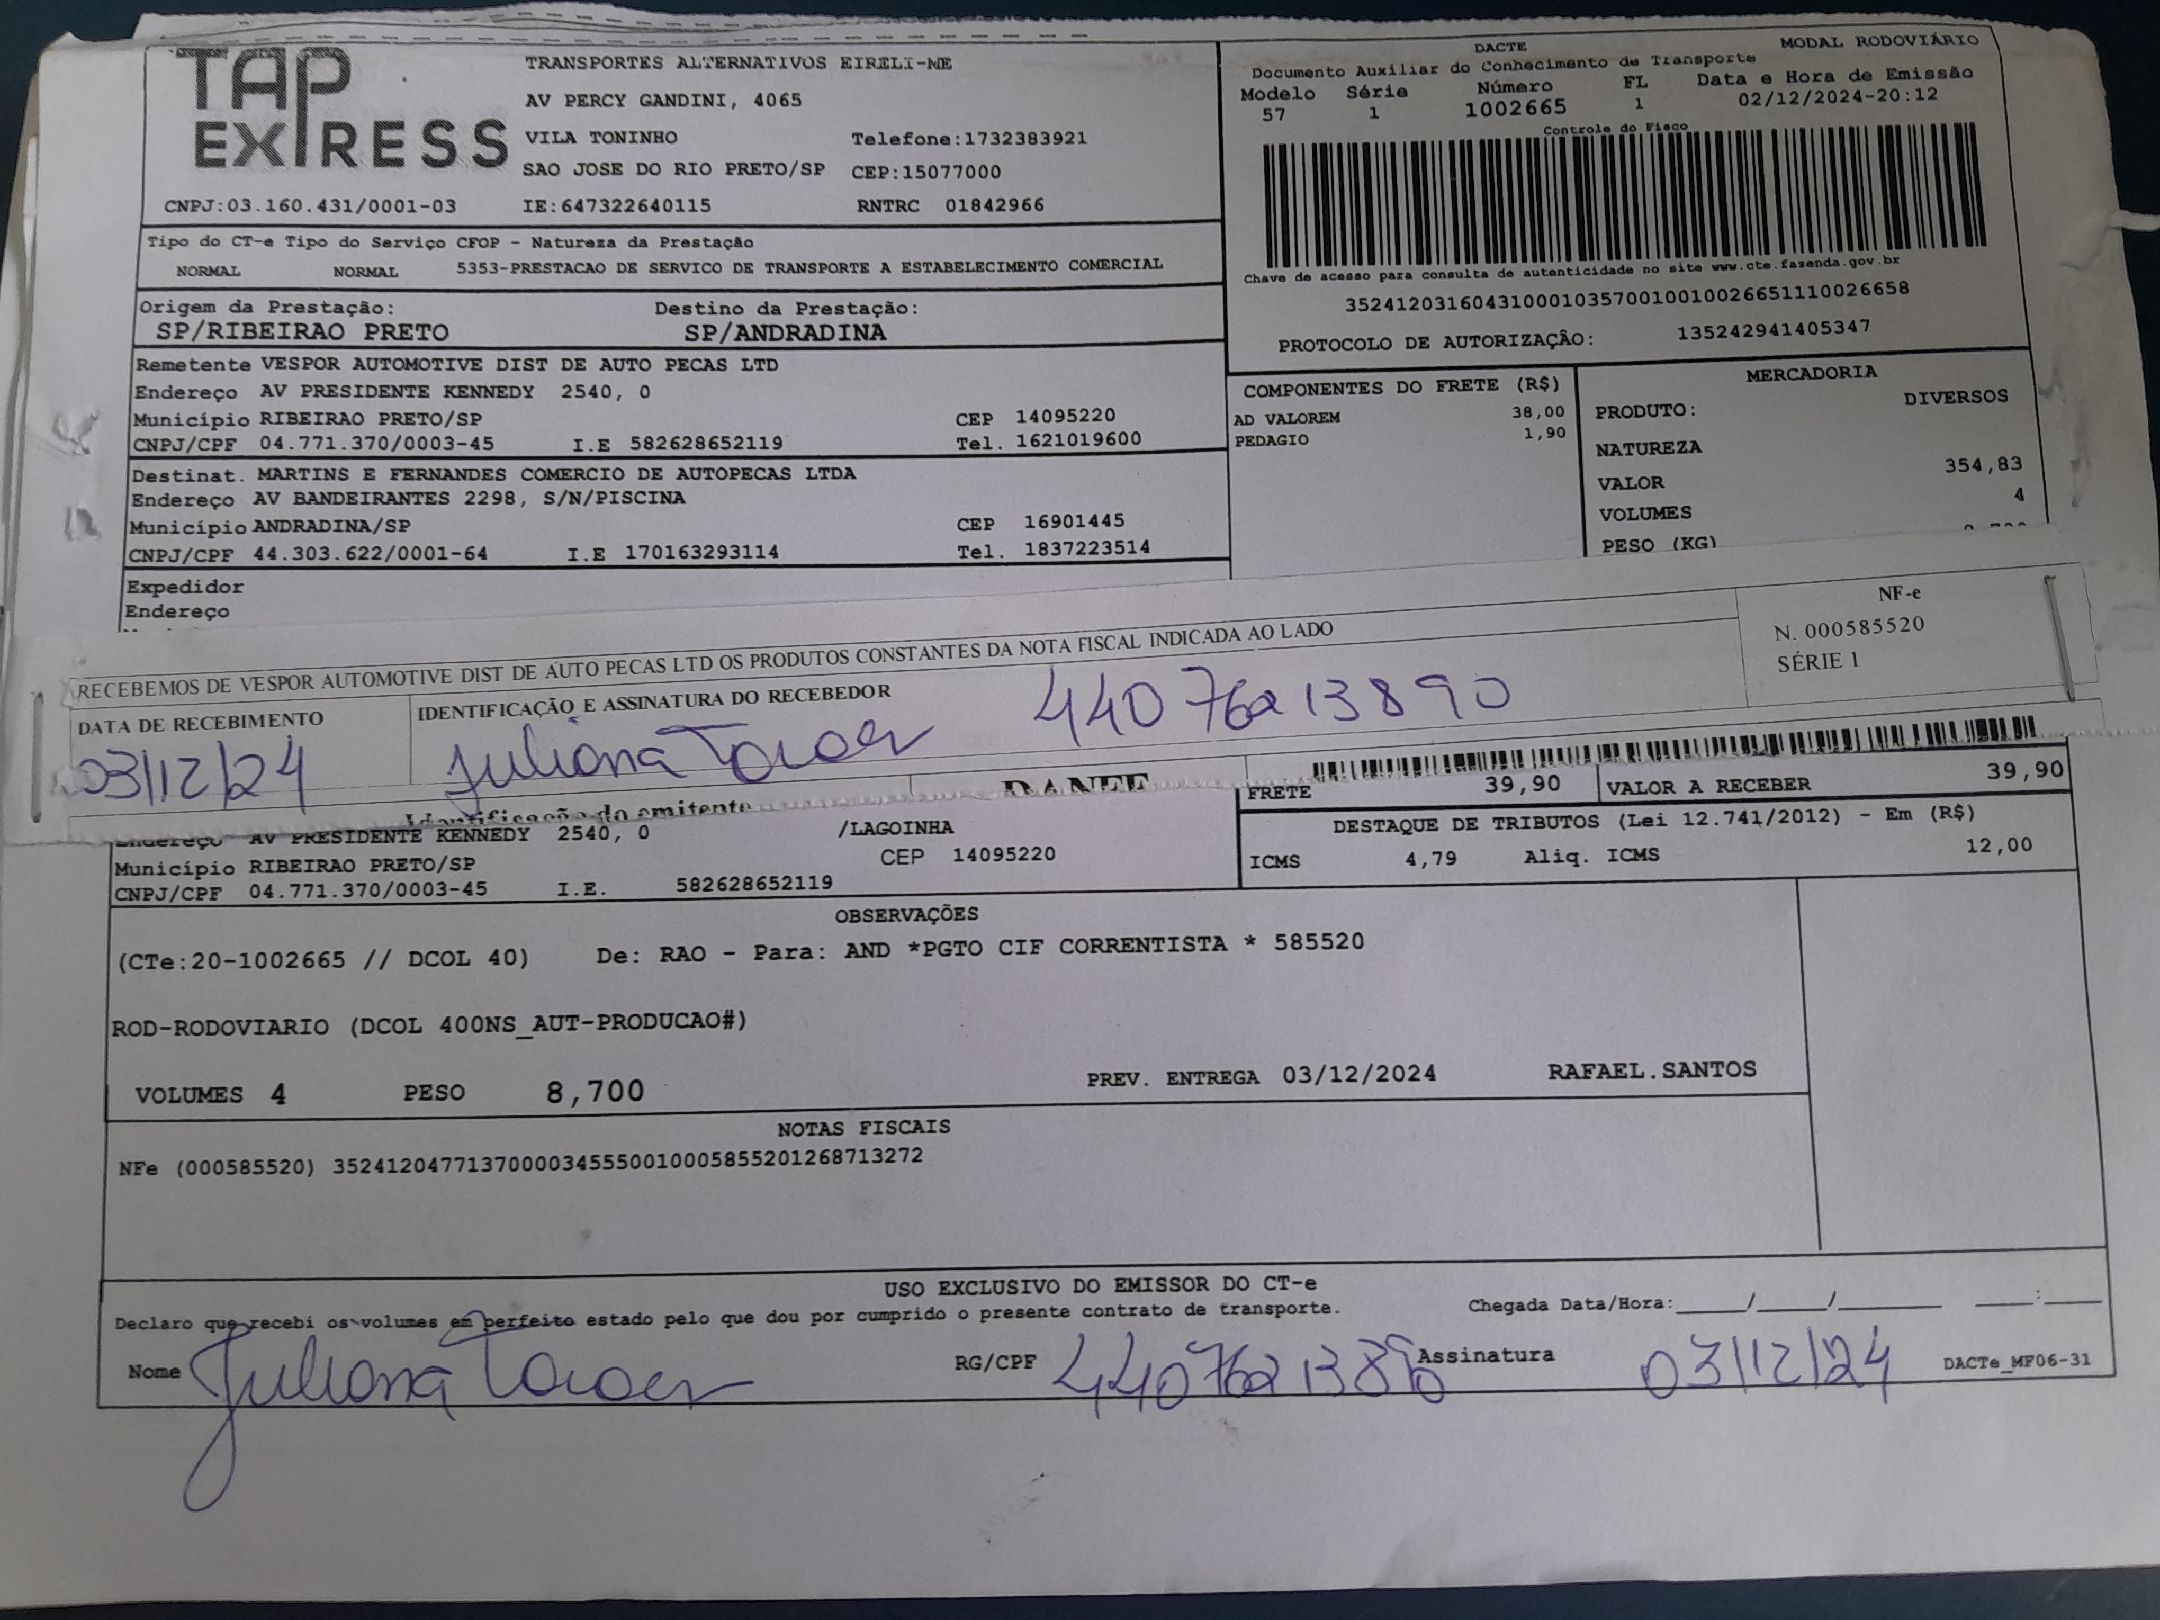 TAP EXPRESS
TRANSPORTES ALTERNATIVOS EIRELI-ME
AV PERCY GANDINI, 4065
VILA TONINHO Telefone:1732383921
SAO JOSE DO RIO PRETO/SP CEP:15077000
CNPJ:03.160.431/0001-03 IE:647322640115 RNTRC 01842966
DACTE MODAL RODOVIÁRIO
Documento Auxiliar do Conhecimento de Transporte
Modelo Série Número FL Data e Hora de Emissão
57 1 1002665 1 02/12/2024-20:12
Controle do Fisco
Chave de acesso para consulta de autenticidade no site www.cte.fazenda.gov.br
35241203160431000103570010010026651110026658
PROTOCOLO DE AUTORIZAÇÃO: 135242941405347
Tipo do CT-e Tipo do Serviço CFOP - Natureza da Prestação
NORMAL NORMAL 5353-PRESTACAO DE SERVICO DE TRANSPORTE A ESTABELECIMENTO COMERCIAL
Origem da Prestação: Destino da Prestação:
SP/RIBEIRAO PRETO SP/ANDRADINA
Remetente VESPOR AUTOMOTIVE DIST DE AUTO PECAS LTD
Endereço AV PRESIDENTE KENNEDY 2540, 0
Município RIBEIRAO PRETO/SP CEP 14095220
CNPJ/CPF 04.771.370/0003-45 I.E 582628652119 Tel. 1621019600
Destinat. MARTINS E FERNANDES COMERCIO DE AUTOPECAS LTDA
Endereço AV BANDEIRANTES 2298, S/N/PISCINA
Município ANDRADINA/SP CEP 16901445
CNPJ/CPF 44.303.622/0001-64 I.E 170163293114 Tel. 1837223514
Expedidor
Endereço
COMPONENTES DO FRETE (R$)
AD VALOREM 38,00
PEDAGIO 1,90
MERCADORIA
PRODUTO: DIVERSOS
NATUREZA
VALOR 354,83
VOLUMES 4
PESO (KG)
RECEBEMOS DE VESPOR AUTOMOTIVE DIST DE AUTO PECAS LTD OS PRODUTOS CONSTANTES DA NOTA FISCAL INDICADA AO LADO
NF-e
N. 000585520
SÉRIE 1
DATA DE RECEBIMENTO IDENTIFICAÇÃO E ASSINATURA DO RECEBEDOR
03/12/24 Juliana 44076213890
Identificação do emitente DANFE
FRETE 39,90 VALOR A RECEBER 39,90
Endereço AV PRESIDENTE KENNEDY 2540, 0 /LAGOINHA
Município RIBEIRAO PRETO/SP CEP 14095220
CNPJ/CPF 04.771.370/0003-45 I.E. 582628652119
DESTAQUE DE TRIBUTOS (Lei 12.741/2012) - Em (R$)
ICMS 4,79 Aliq. ICMS 12,00
OBSERVAÇÕES
(CTe:20-1002665 // DCOL 40) De: RAO - Para: AND *PGTO CIF CORRENTISTA * 585520
ROD-RODOVIARIO (DCOL 400NS_AUT-PRODUCAO#)
VOLUMES 4 PESO 8,700 PREV. ENTREGA 03/12/2024 RAFAEL.SANTOS
NOTAS FISCAIS
NFe (000585520) 35241204771370000345550010005855201268713272
USO EXCLUSIVO DO EMISSOR DO CT-e
Declaro que recebi os volumes em perfeito estado pelo que dou por cumprido o presente contrato de transporte. Chegada Data/Hora:_____/_____/_______ ____:____
Nome Juliana RG/CPF 44076213890 Assinatura 03/12/24 DACTe_MF06-31